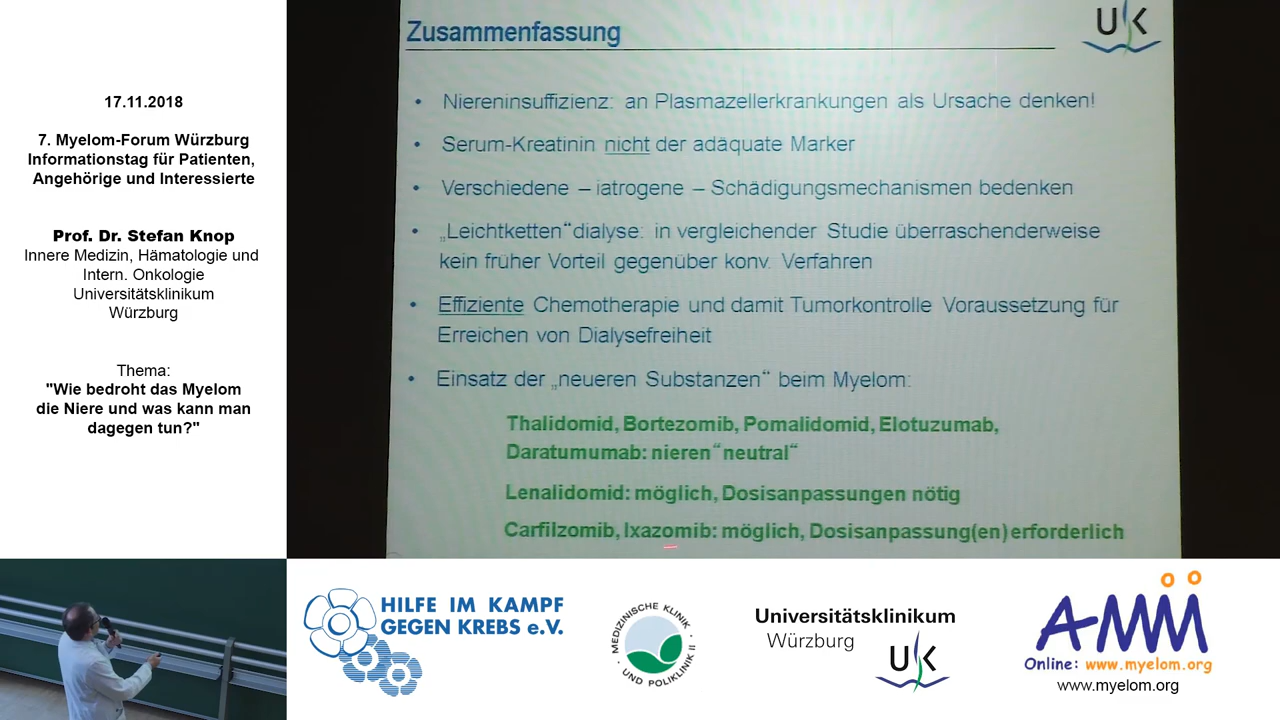 17.11.2018
7. Myelom-Forum Würzburg
Informationstag für Patienten,
Angehörige und Interessierte
Prof. Dr. Stefan Knop
Innere Medizin, Hämatologie und
Intern. Onkologie
Universitätsklinikum
Würzburg
Thema:
"Wie bedroht das Myelom
die Niere und was kann man
dagegen tun?"
Zusammenfassung
UK
• Niereninsuffizienz: an Plasmazellerkrankungen als Ursache denken!
• Serum-Kreatinin nicht der adäquate Marker
• Verschiedene – iatrogene – Schädigungsmechanismen bedenken
• „Leichtketten“dialyse: in vergleichender Studie überraschenderweise
kein früher Vorteil gegenüber konv. Verfahren
• Effiziente Chemotherapie und damit Tumorkontrolle Voraussetzung für
Erreichen von Dialysefreiheit
• Einsatz der „neueren Substanzen“ beim Myelom:
Thalidomid, Bortezomib, Pomalidomid, Elotuzumab,
Daratumumab: nieren“neutral“
Lenalidomid: möglich, Dosisanpassungen nötig
Carfilzomib, Ixazomib: möglich, Dosisanpassung(en) erforderlich
HILFE IM KAMPF
GEGEN KREBS e.V.
MEDIZINISCHE KLINIK
UND POLIKLINIK II
Universitätsklinikum
Würzburg
UK
AMM
Online: www.myelom.org
www.myelom.org